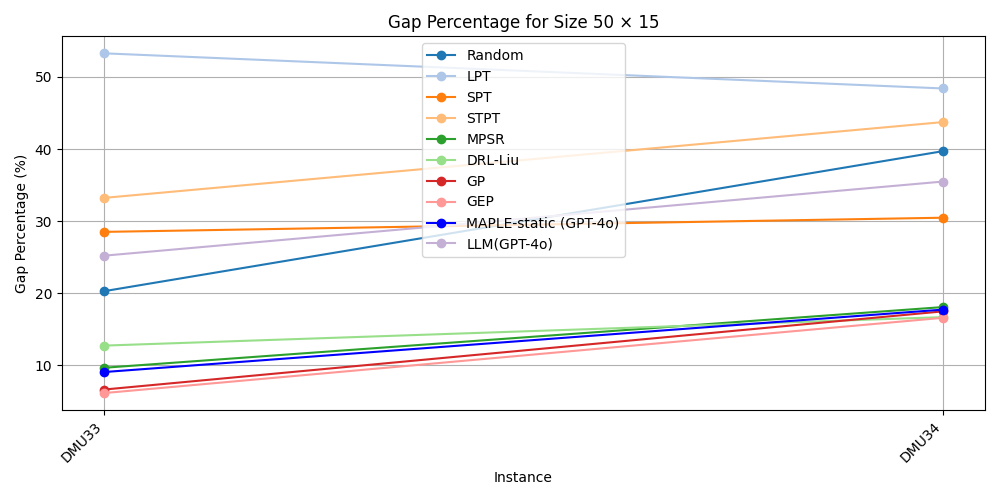 Gap Percentage for Size 50 × 15
Gap Percentage (%)
50
40
30
20
10
Random
LPT
SPT
STPT
MPSR
DRL-Liu
GP
GEP
MAPLE-static (GPT-4o)
LLM(GPT-4o)
DMU33
DMU34
Instance